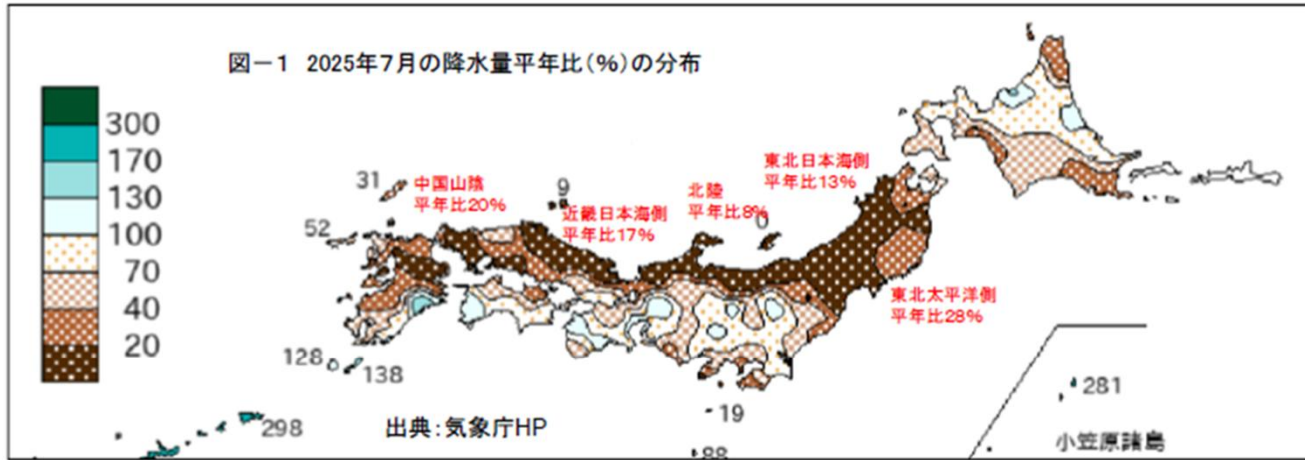 図-1 2025年7月の降水量平年比(%)の分布
300
170
130
100
70
40
20
31
中国山陰
平年比20%
52
9
近畿日本海側
平年比17%
北陸
平年比8%
0
東北日本海側
平年比13%
東北太平洋側
平年比28%
128
138
298
出典:気象庁HP
19
88
281
小笠原諸島